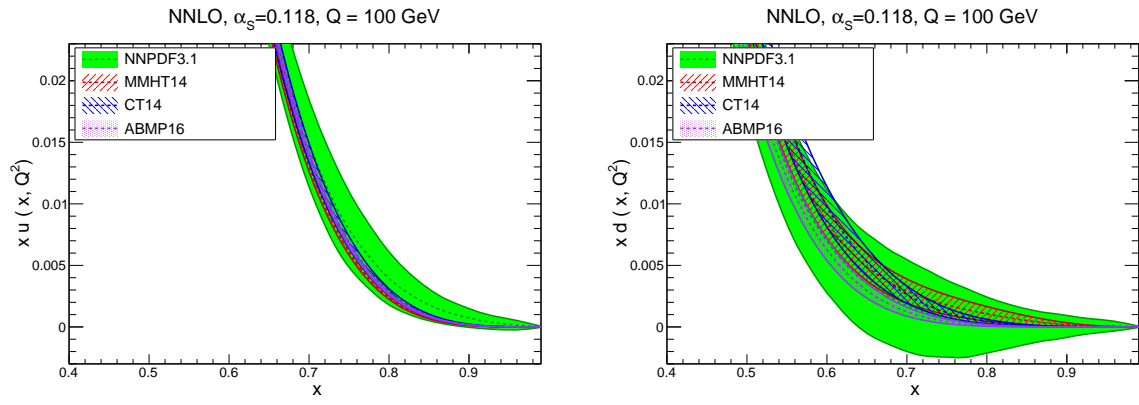 NNLO, α_S=0.118, Q = 100 GeV
NNPDF3.1
MMHT14
CT14
ABMP16
x u ( x, Q²)
0.02
0.015
0.01
0.005
0
0.4 0.5 0.6 0.7 0.8 0.9
x
NNLO, α_S=0.118, Q = 100 GeV
NNPDF3.1
MMHT14
CT14
ABMP16
x d ( x, Q²)
0.02
0.015
0.01
0.005
0
0.4 0.5 0.6 0.7 0.8 0.9
x